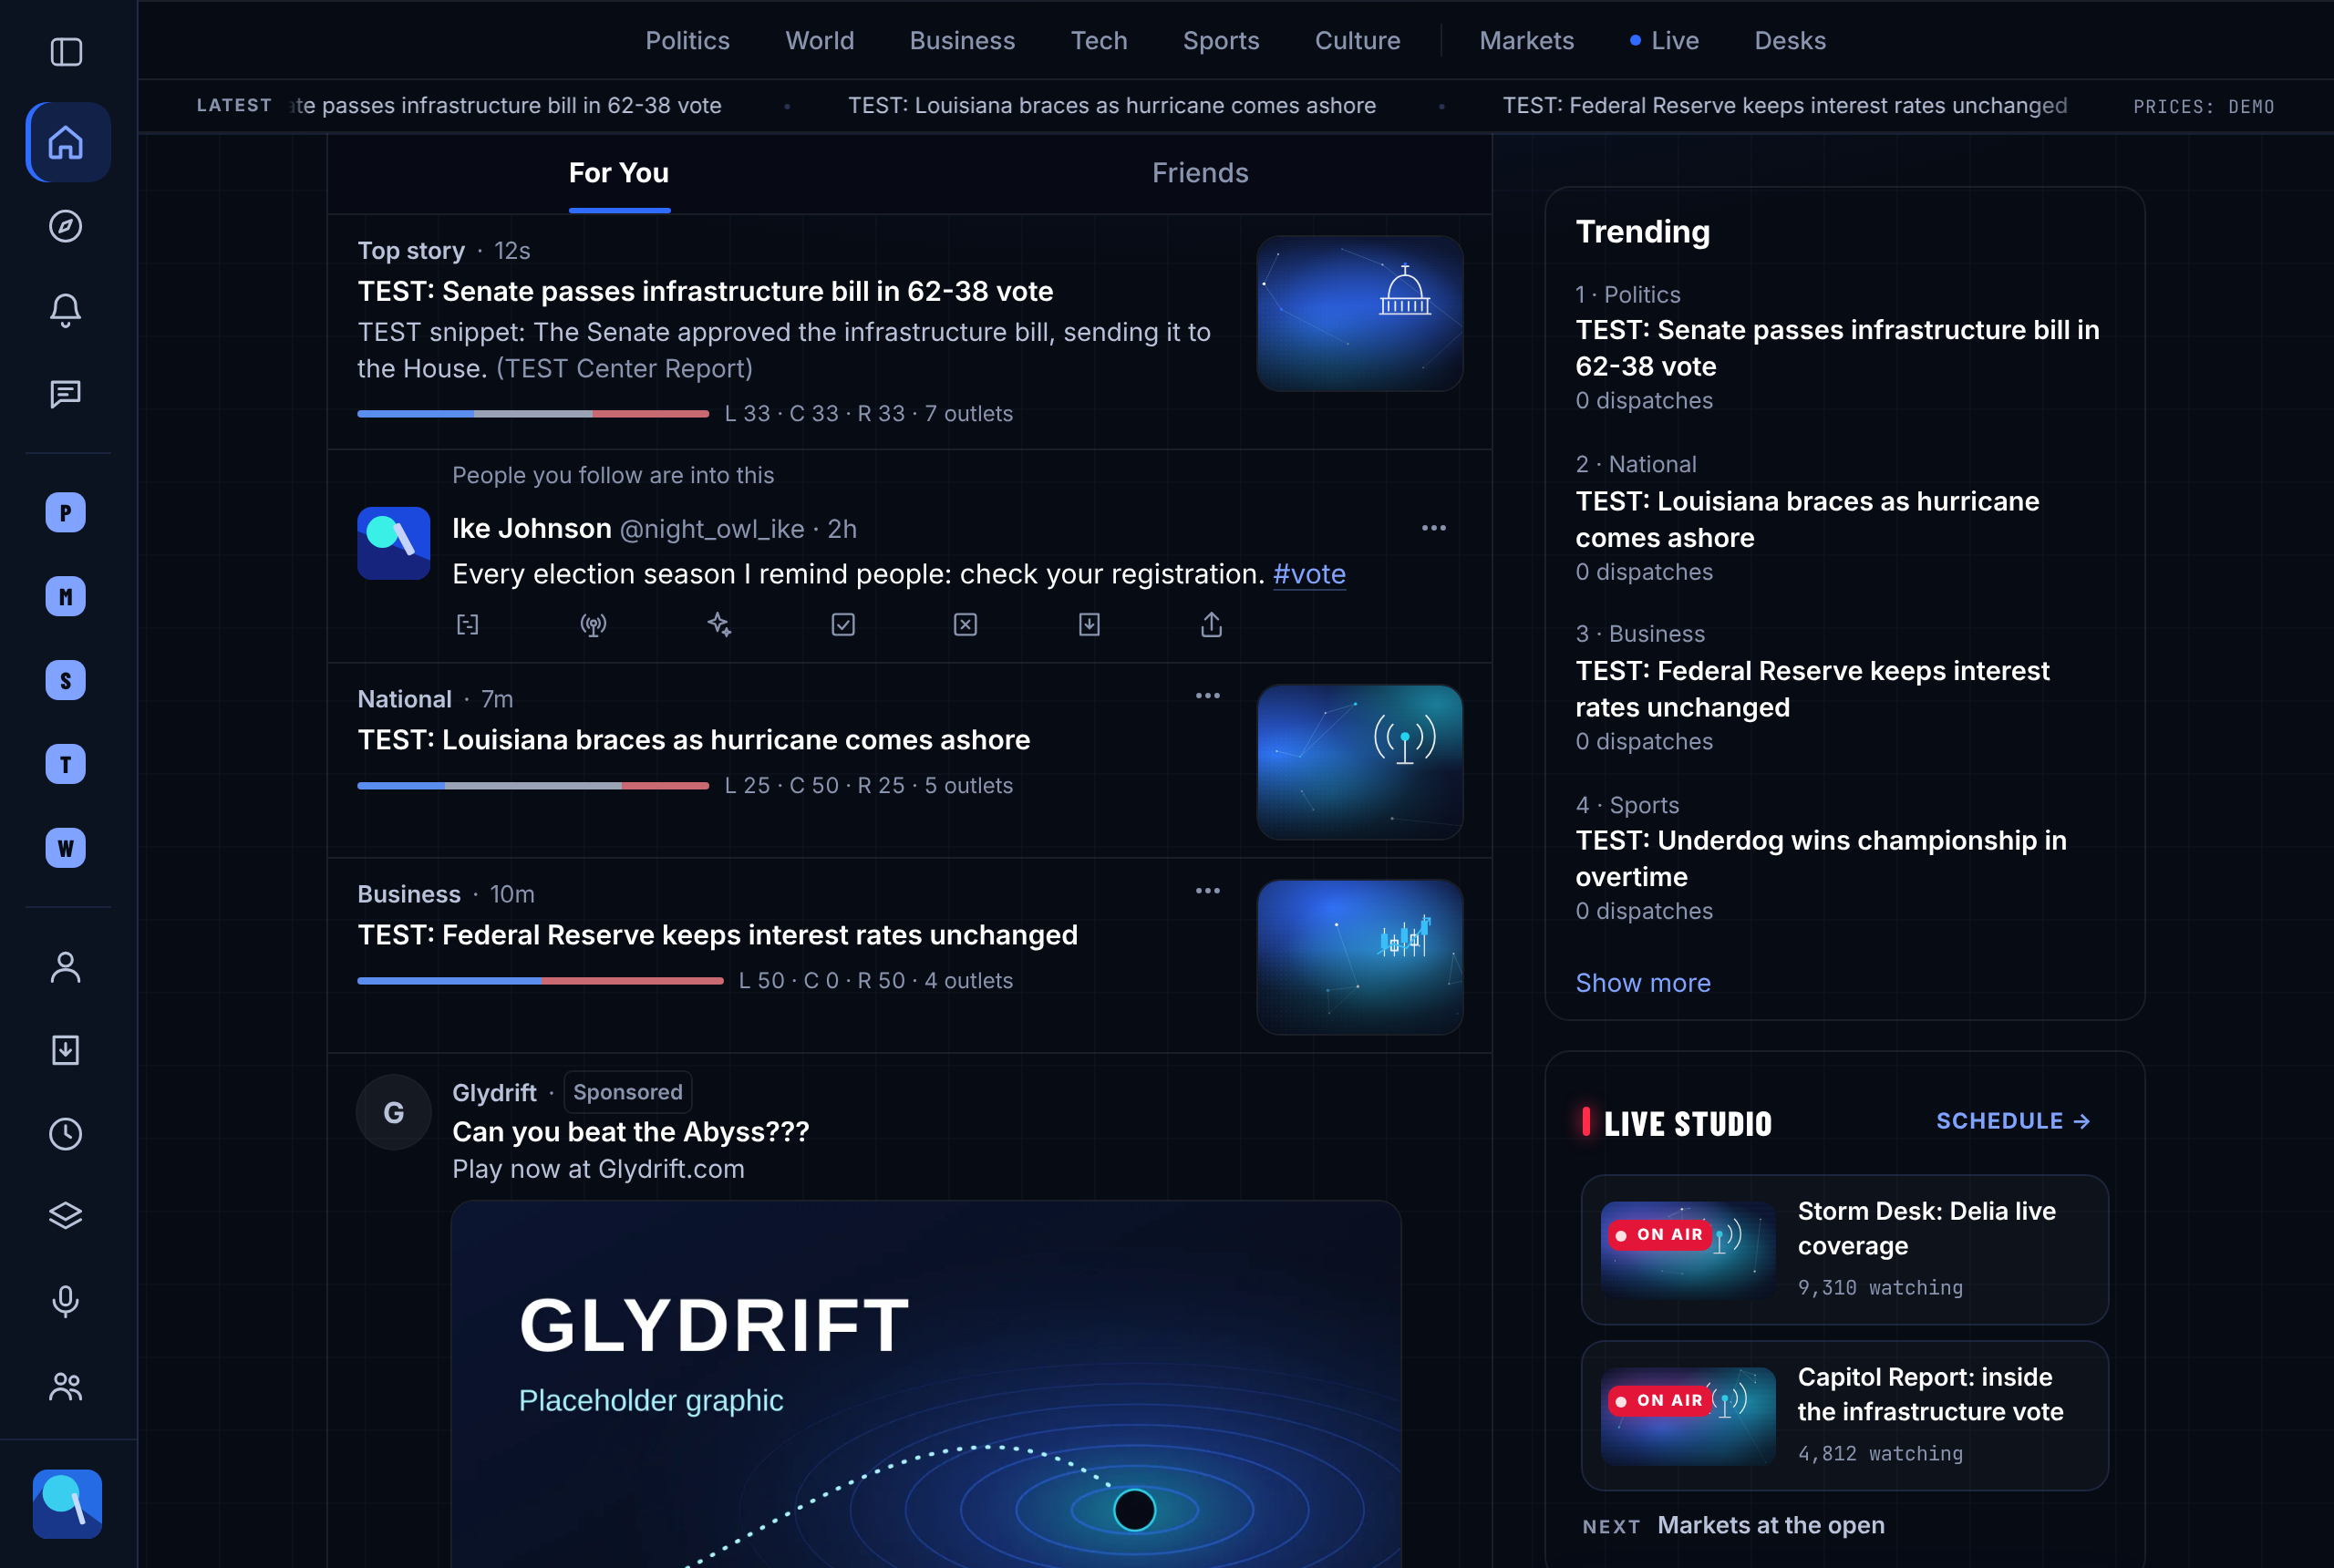 Politics World Business Tech Sports Culture Markets Live Desks
LATEST te passes infrastructure bill in 62-38 vote · TEST: Louisiana braces as hurricane comes ashore · TEST: Federal Reserve keeps interest rates unchanged PRICES: DEMO
P
M
S
T
W
For You Friends
Top story · 12s
TEST: Senate passes infrastructure bill in 62-38 vote
TEST snippet: The Senate approved the infrastructure bill, sending it to
the House. (TEST Center Report)
L 33 · C 33 · R 33 · 7 outlets
People you follow are into this
Ike Johnson @night_owl_ike · 2h
Every election season I remind people: check your registration. #vote
National · 7m
TEST: Louisiana braces as hurricane comes ashore
L 25 · C 50 · R 25 · 5 outlets
Business · 10m
TEST: Federal Reserve keeps interest rates unchanged
L 50 · C 0 · R 50 · 4 outlets
G
Glydrift · Sponsored
Can you beat the Abyss???
Play now at Glydrift.com
GLYDRIFT
Placeholder graphic
Trending
1 · Politics
TEST: Senate passes infrastructure bill in
62-38 vote
0 dispatches
2 · National
TEST: Louisiana braces as hurricane
comes ashore
0 dispatches
3 · Business
TEST: Federal Reserve keeps interest
rates unchanged
0 dispatches
4 · Sports
TEST: Underdog wins championship in
overtime
0 dispatches
Show more
LIVE STUDIO SCHEDULE →
ON AIR
Storm Desk: Delia live
coverage
9,310 watching
ON AIR
Capitol Report: inside
the infrastructure vote
4,812 watching
NEXT Markets at the open